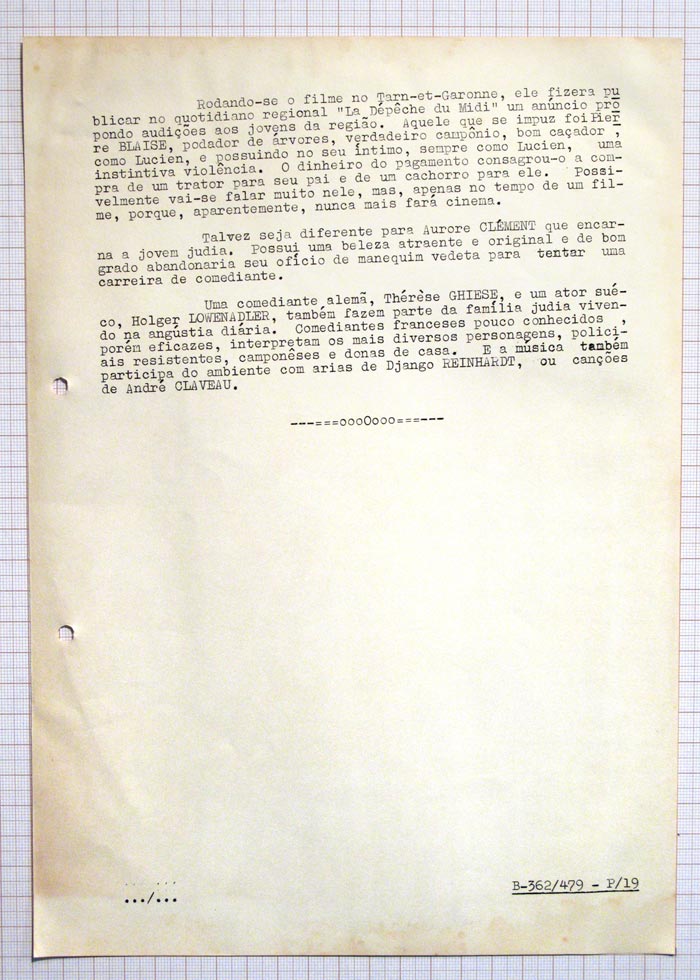 Rodando-se o filme no Tarn-et-Garonne, ele fizera pu
blicar no quotidiano regional "La Dépêche du Midi" um anúncio pro
pondo audições aos jovens da região. Aquele que se impuz foi Pier
re BLAISE, podador de árvores, verdadeiro campônio, bom caçador ,
como Lucien, e possuindo no seu íntimo, sempre como Lucien, uma
instintiva violência. O dinheiro do pagamento consagrou-o a com-
pra de um trator para seu pai e de um cachorro para ele. Possi-
velmente vai-se falar muito nele, mas, apenas no tempo de um fil-
me, porque, aparentemente, nunca mais fará cinema.
Talvez seja diferente para Aurore CLÉMENT que encar-
na a jovem judia. Possui uma beleza atraente e original e de bom
grado abandonaria seu ofício de manequim vedeta para tentar uma
carreira de comediante.
Uma comediante alemã, Thérèse GHIESE, e um ator sué-
co, Holger LOWENADLER, também fazem parte da família judia viven-
do na angústia diária. Comediantes franceses pouco conhecidos ,
porém eficazes, interpretam os mais diversos personagens, polici-
ais resistentes, camponêses e donas de casa. E a música também
participa do ambiente com arias de Django REINHARDT, ou canções
de André CLAVEAU.
---===oooOooo===---
.../...
B-362/479 - P/19